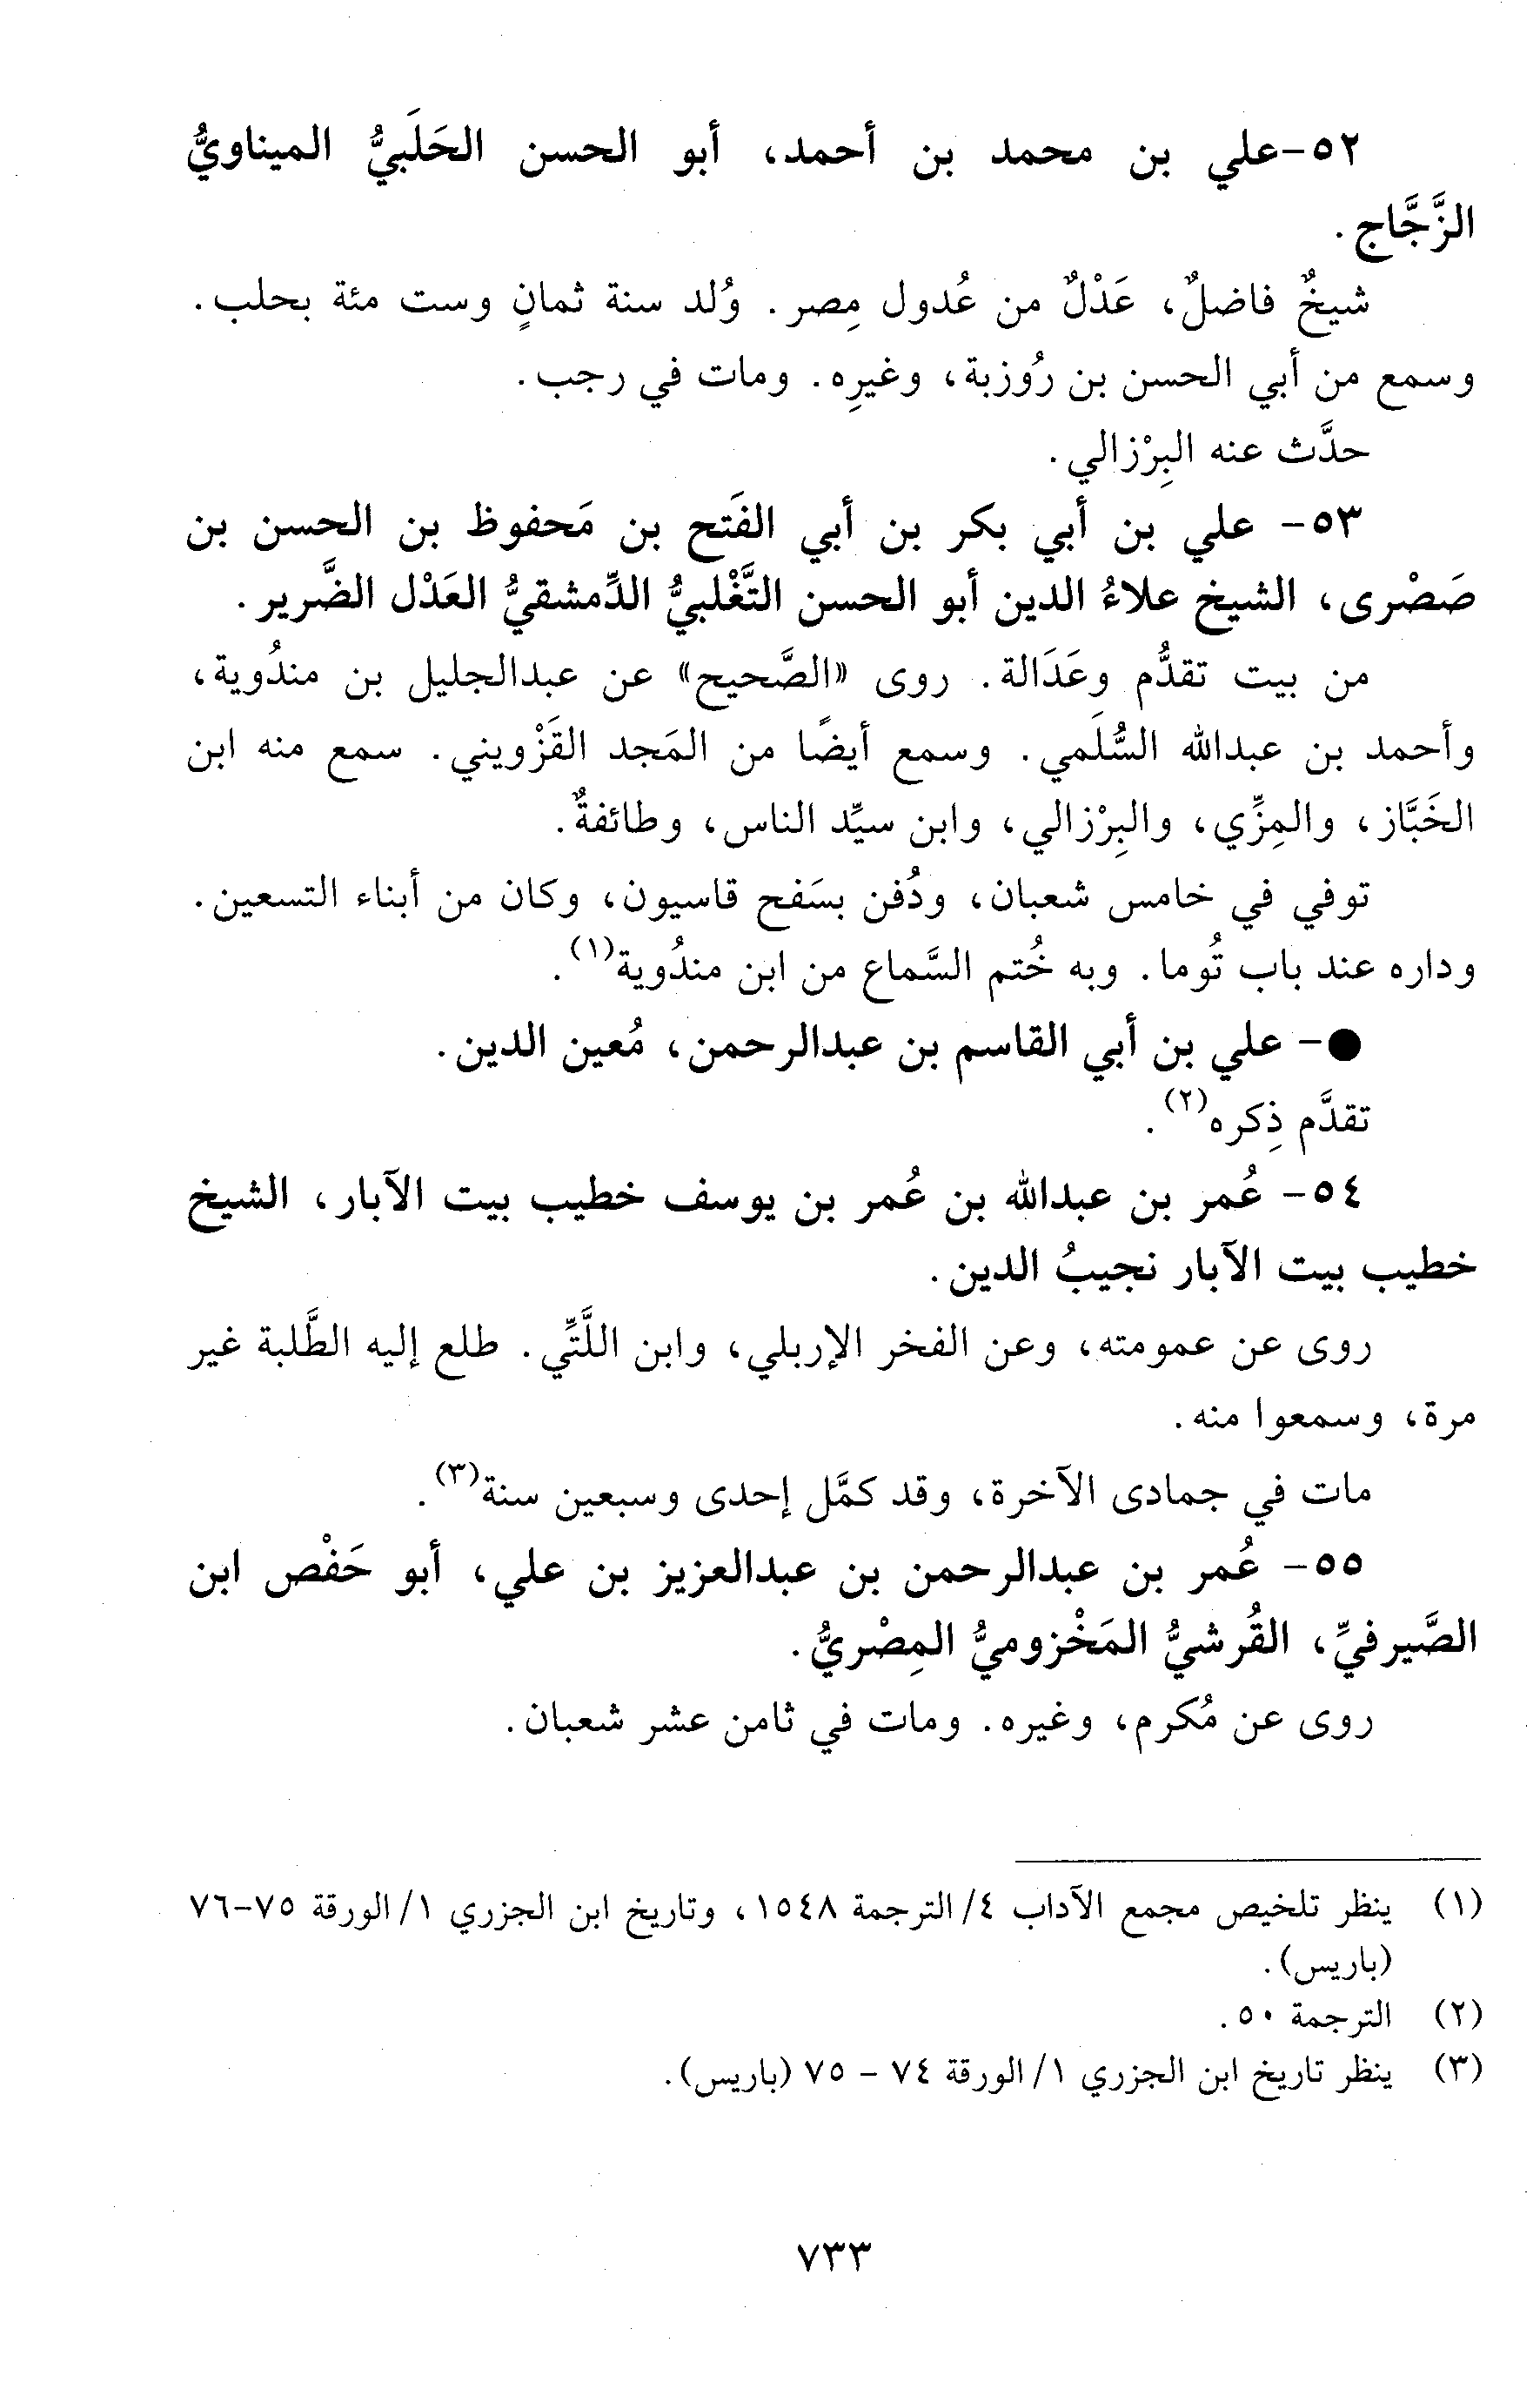 ٥٢-علي بن محمد بن أحمد، أبو الحسن الحَلَبيُّ الميناويُّ
الزَّجَّاج.
شيخٌ فاضلٌ، عَدْلٌ من عُدول مِصر. وُلد سنة ثمانٍ وست مئة بحلب.
وسمع من أبي الحسن بن رُوزبة، وغيرِه. ومات في رجب.
حدَّث عنه البِرْزالي.
٥٣- علي بن أبي بكر بن أبي الفَتح بن مَحفوظ بن الحسن بن
صَصْرى، الشيخ علاءُ الدين أبو الحسن التَّغْلبيُّ الدِّمشقيُّ العَدْل الضَّرير.
من بيت تقدُّم وعَدَالة. روى «الصَّحيح» عن عبدالجليل بن مندُوية،
وأحمد بن عبدالله السُّلَمي. وسمع أيضًا من المَجد القَزْويني. سمع منه ابن
الخَبَّاز، والمِزِّي، والبِرْزالي، وابن سيِّد الناس، وطائفةٌ.
توفي في خامس شعبان، ودُفن بسَفح قاسيون، وكان من أبناء التسعين.
وداره عند باب تُوما. وبه خُتم السَّماع من ابن مندُوية(١).
●- علي بن أبي القاسم بن عبدالرحمن، مُعين الدين.
تقدَّم ذِكره(٢).
٥٤- عُمر بن عبدالله بن عُمر بن يوسف خطيب بيت الآبار، الشيخ
خطيب بيت الآبار نجيبُ الدين.
روى عن عمومته، وعن الفخر الإربلي، وابن اللَّتِّي. طلع إليه الطَّلبة غير
مرة، وسمعوا منه.
مات في جمادى الآخرة، وقد كمَّل إحدى وسبعين سنة(٣).
٥٥- عُمر بن عبدالرحمن بن عبدالعزيز بن علي، أبو حَفْص ابن
الصَّيرفيِّ، القُرشيُّ المَخْزوميُّ المِصْريُّ.
روى عن مُكرم، وغيره. ومات في ثامن عشر شعبان.
(١) ينظر تلخيص مجمع الآداب ٤/ الترجمة ١٥٤٨، وتاريخ ابن الجزري ١/ الورقة ٧٥-٧٦
(باريس).
(٢) الترجمة ٥٠.
(٣) ينظر تاريخ ابن الجزري ١/ الورقة ٧٤ - ٧٥ (باريس).
٧٣٣